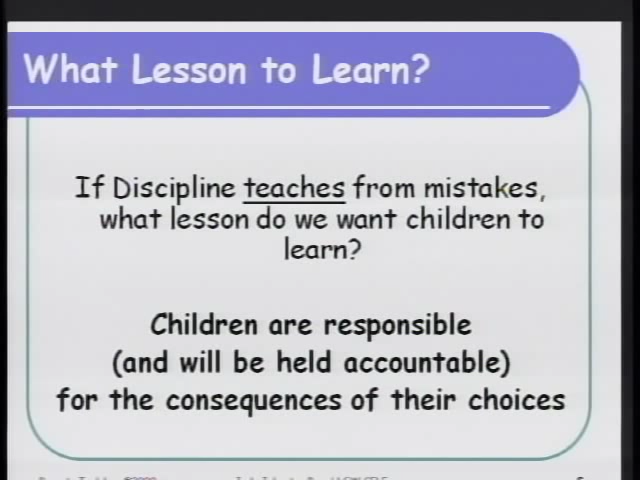 What Lesson to Learn?
If Discipline teaches from mistakes,
what lesson do we want children to
learn?
Children are responsible
(and will be held accountable)
for the consequences of their choices